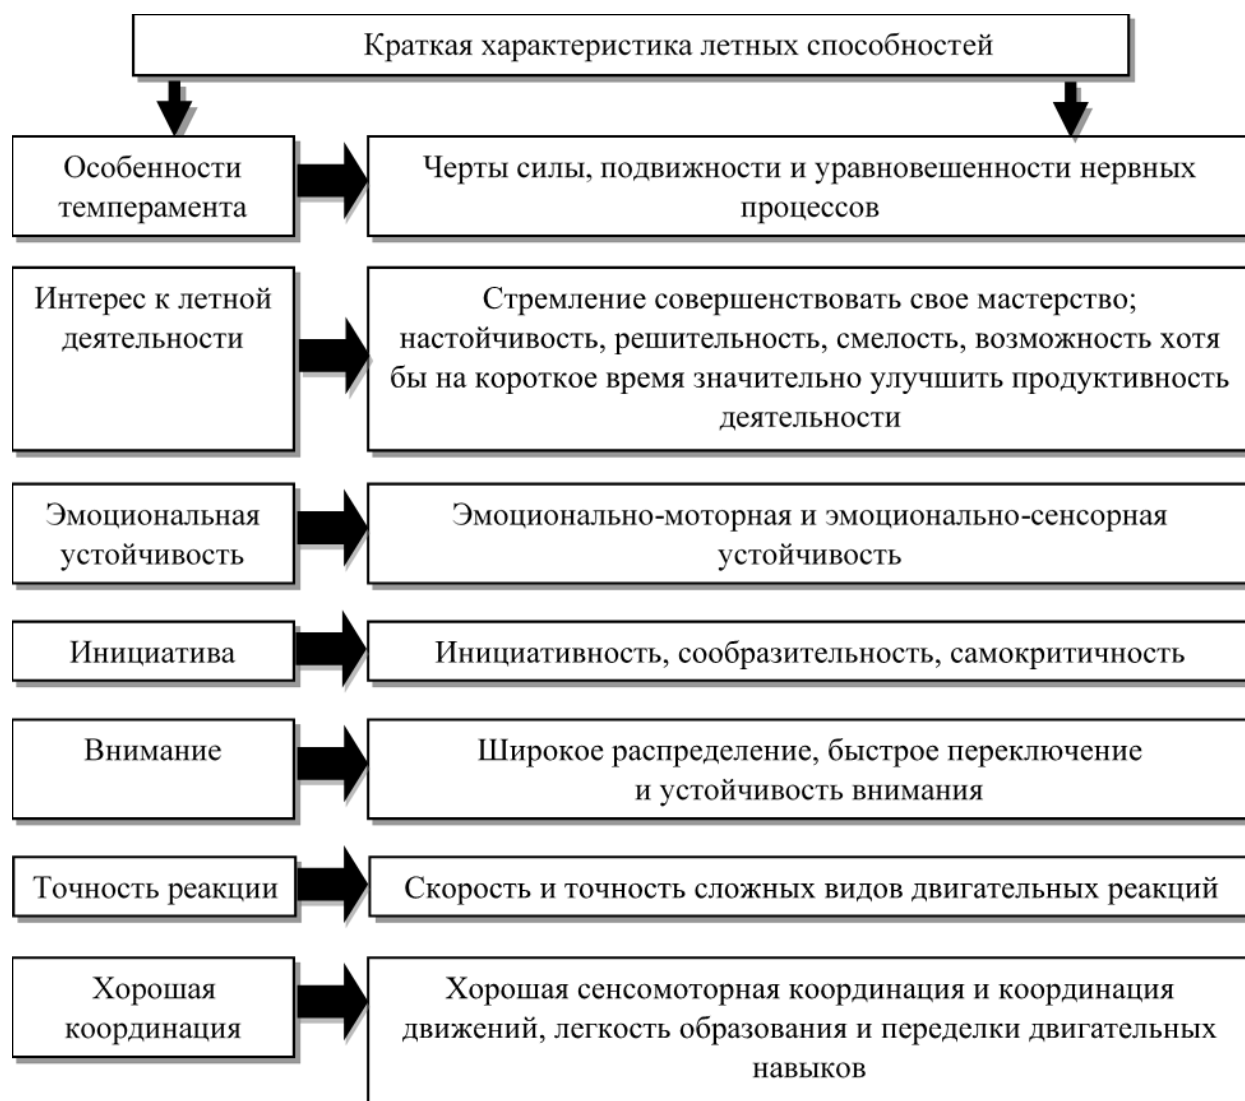 Краткая характеристика летных способностей
Особенности
темперамента
Черты силы, подвижности и уравновешенности нервных
процессов
Интерес к летной
деятельности
Стремление совершенствовать свое мастерство;
настойчивость, решительность, смелость, возможность хотя
бы на короткое время значительно улучшить продуктивность
деятельности
Эмоциональная
устойчивость
Эмоционально-моторная и эмоционально-сенсорная
устойчивость
Инициатива
Инициативность, сообразительность, самокритичность
Внимание
Широкое распределение, быстрое переключение
и устойчивость внимания
Точность реакции
Скорость и точность сложных видов двигательных реакций
Хорошая
координация
Хорошая сенсомоторная координация и координация
движений, легкость образования и переделки двигательных
навыков